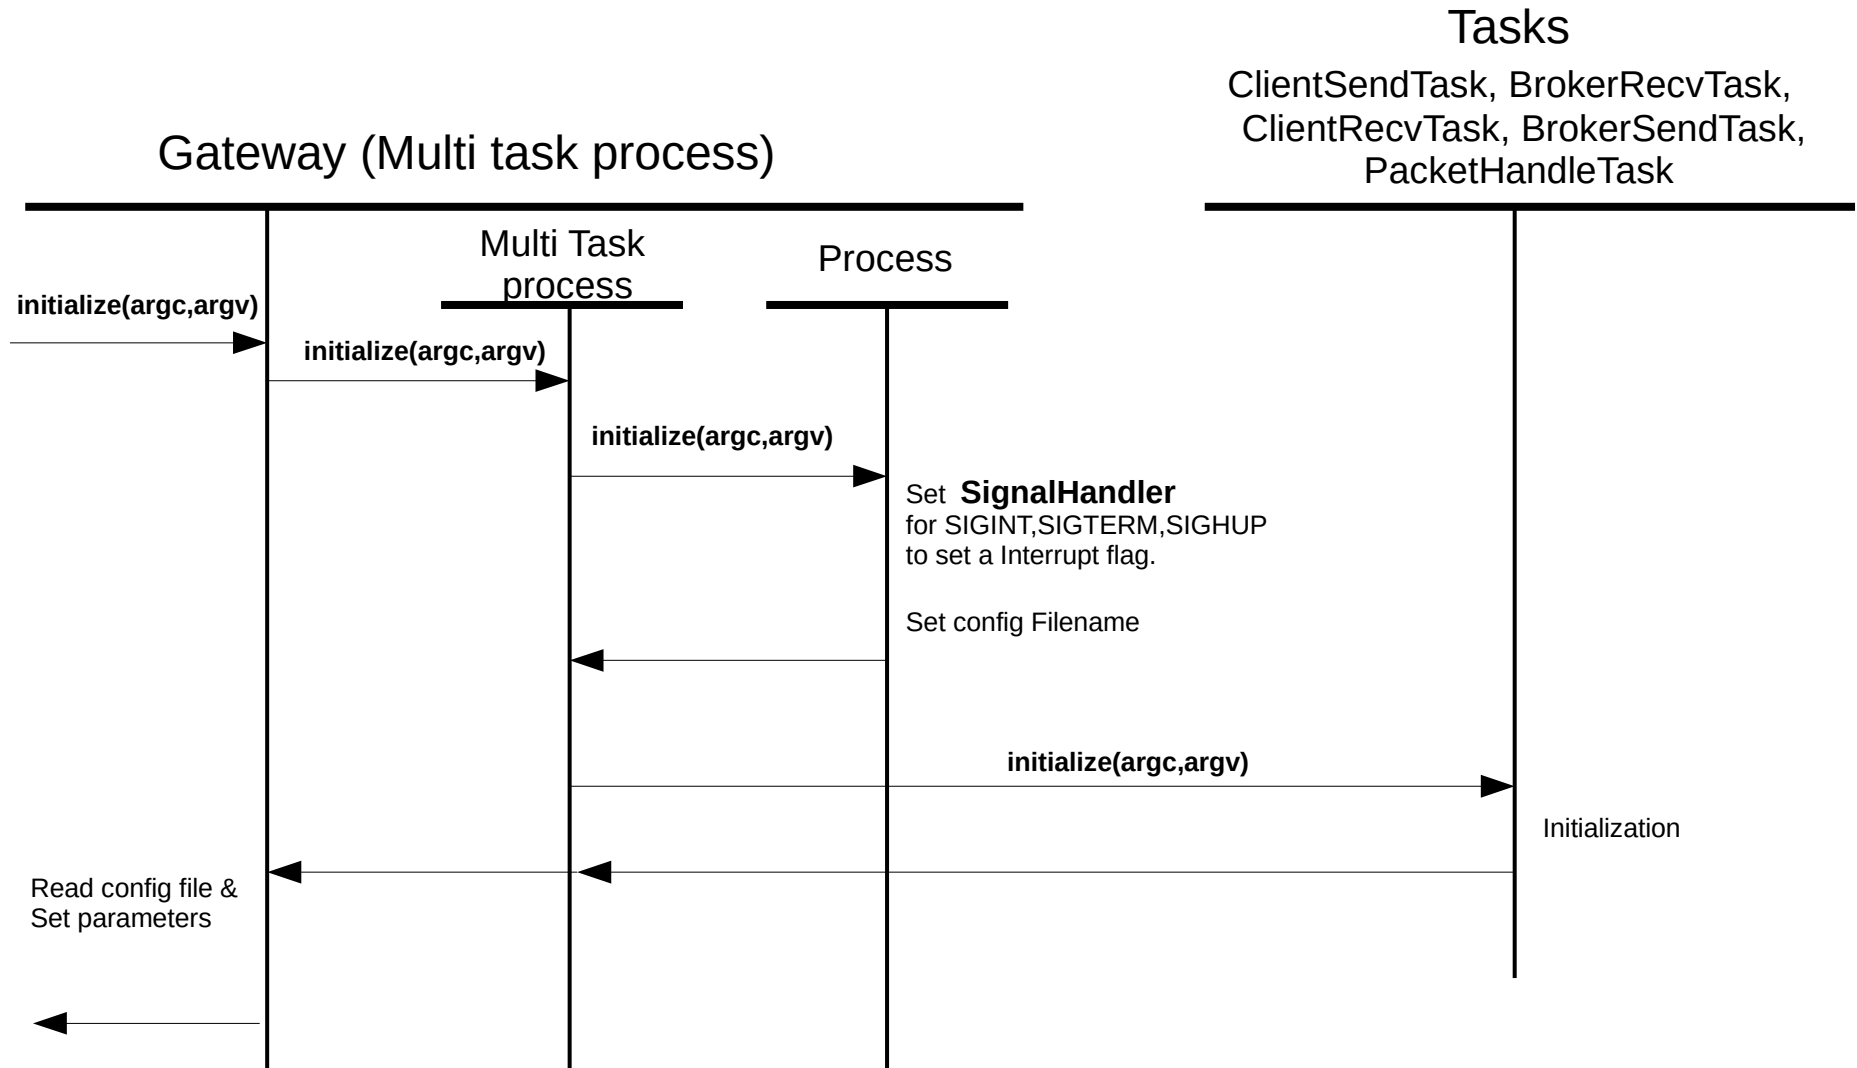 Tasks
ClientSendTask, BrokerRecvTask,
ClientRecvTask, BrokerSendTask,
PacketHandleTask
Gateway (Multi task process)
Multi Task
process
Process
initialize(argc,argv)
initialize(argc,argv)
initialize(argc,argv)
Set SignalHandler
for SIGINT,SIGTERM,SIGHUP
to set a Interrupt flag.
Set config Filename
initialize(argc,argv)
Initialization
Read config file &
Set parameters